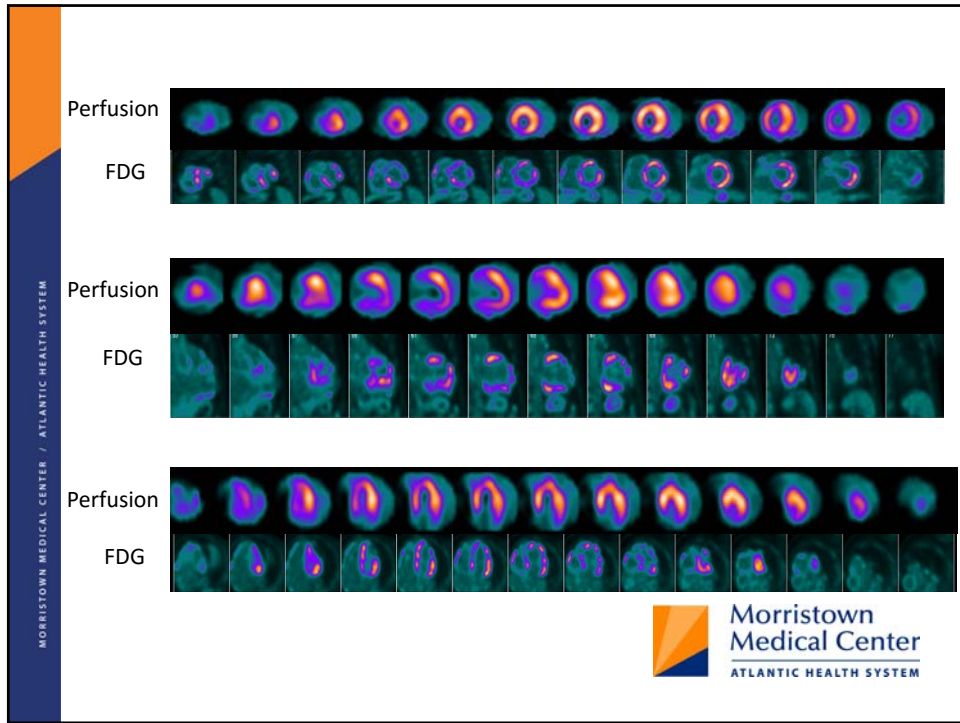 Perfusion
FDG
Perfusion
FDG
Perfusion
FDG
MORRISTOWN MEDICAL CENTER / ATLANTIC HEALTH SYSTEM
Morristown
Medical Center
ATLANTIC HEALTH SYSTEM